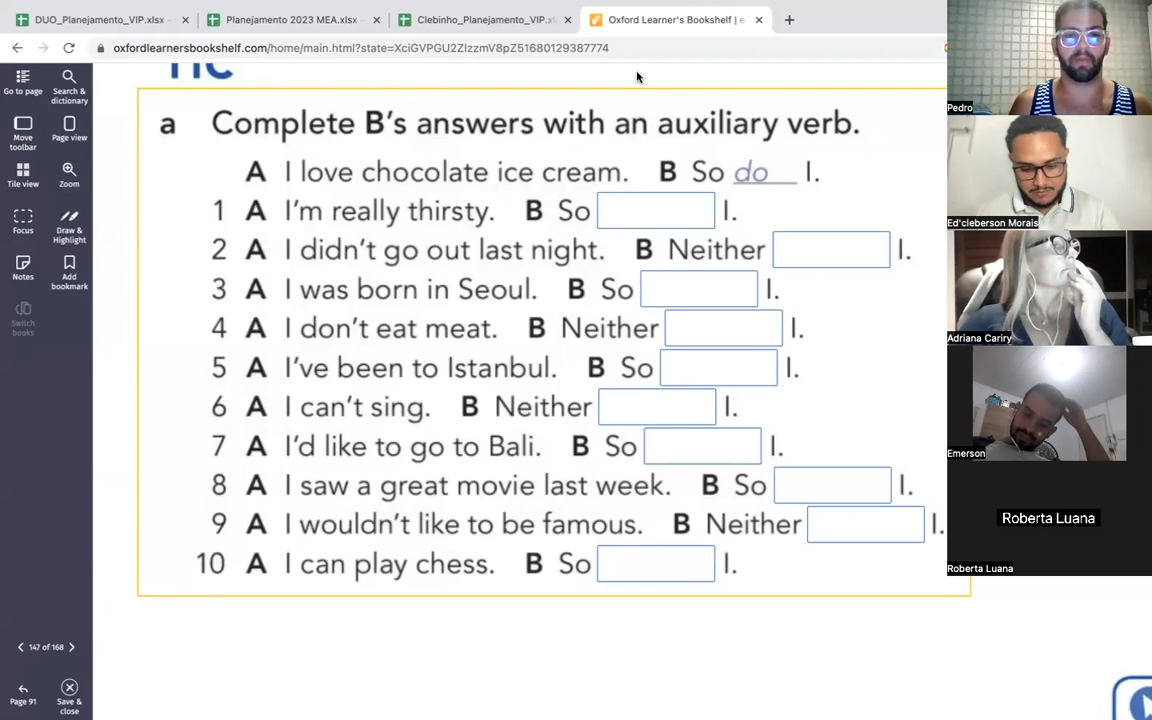 DUO_Planejamento_VIP.xlsx
Planejamento 2023 MEA.xlsx
Clebinho_Planejamento_VIP.xl
Oxford Learner's Bookshelf | e
oxfordlearnersbookshelf.com/home/main.html?state=XciGVPGU2ZIzzmV8pZ51680129387774
Go to page
Search & dictionary
Move toolbar
Page view
Tile view
Zoom
Focus
Draw & Highlight
Notes
Add bookmark
Switch books
147 of 168
Page 91
Save & close
a Complete B's answers with an auxiliary verb.
A I love chocolate ice cream. B So do I.
1 A I'm really thirsty. B So I.
2 A I didn't go out last night. B Neither I.
3 A I was born in Seoul. B So I.
4 A I don't eat meat. B Neither I.
5 A I've been to Istanbul. B So I.
6 A I can't sing. B Neither I.
7 A I'd like to go to Bali. B So I.
8 A I saw a great movie last week. B So I.
9 A I wouldn't like to be famous. B Neither I.
10 A I can play chess. B So I.
Pedro
Ed'cleberson Morais
Adriana Cariry
Emerson
Roberta Luana
Roberta Luana